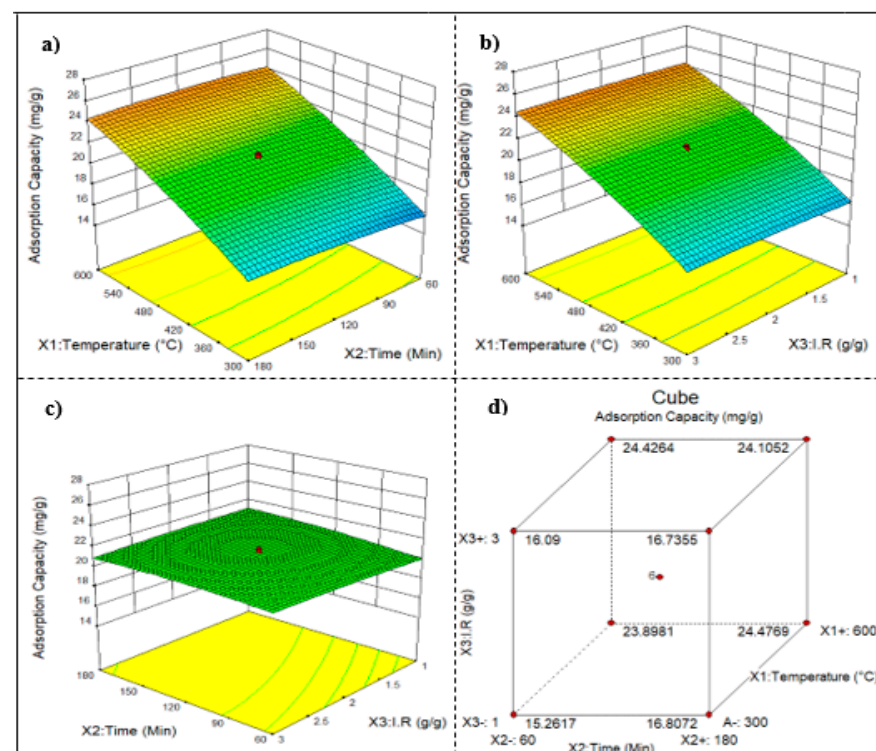 a)
Adsorption Capacity (mg/g)
28
26
24
22
20
18
16
14
600
540
480
420
360
300
180
150
120
90
60
X1:Temperature (°C)
X2:Time (Min)
b)
Adsorption Capacity (mg/g)
28
26
24
22
20
18
16
14
600
540
480
420
360
300
3
2.5
2
1.5
1
X1:Temperature (°C)
X3:I.R (g/g)
c)
Adsorption Capacity (mg/g)
28
26
24
22
20
18
16
14
180
150
120
90
60
3
2.5
2
1.5
1
X2:Time (Min)
X3:I.R (g/g)
d)
Cube
Adsorption Capacity (mg/g)
24.4264 24.1052
X3+: 3 16.09 16.7355
6
X3:I.R (g/g)
23.8981 24.4769 X1+: 600
X1:Temperature (°C)
X3-: 1 15.2617 16.8072 A-: 300
X2-: 60 X2:Time (Min) X2+: 180